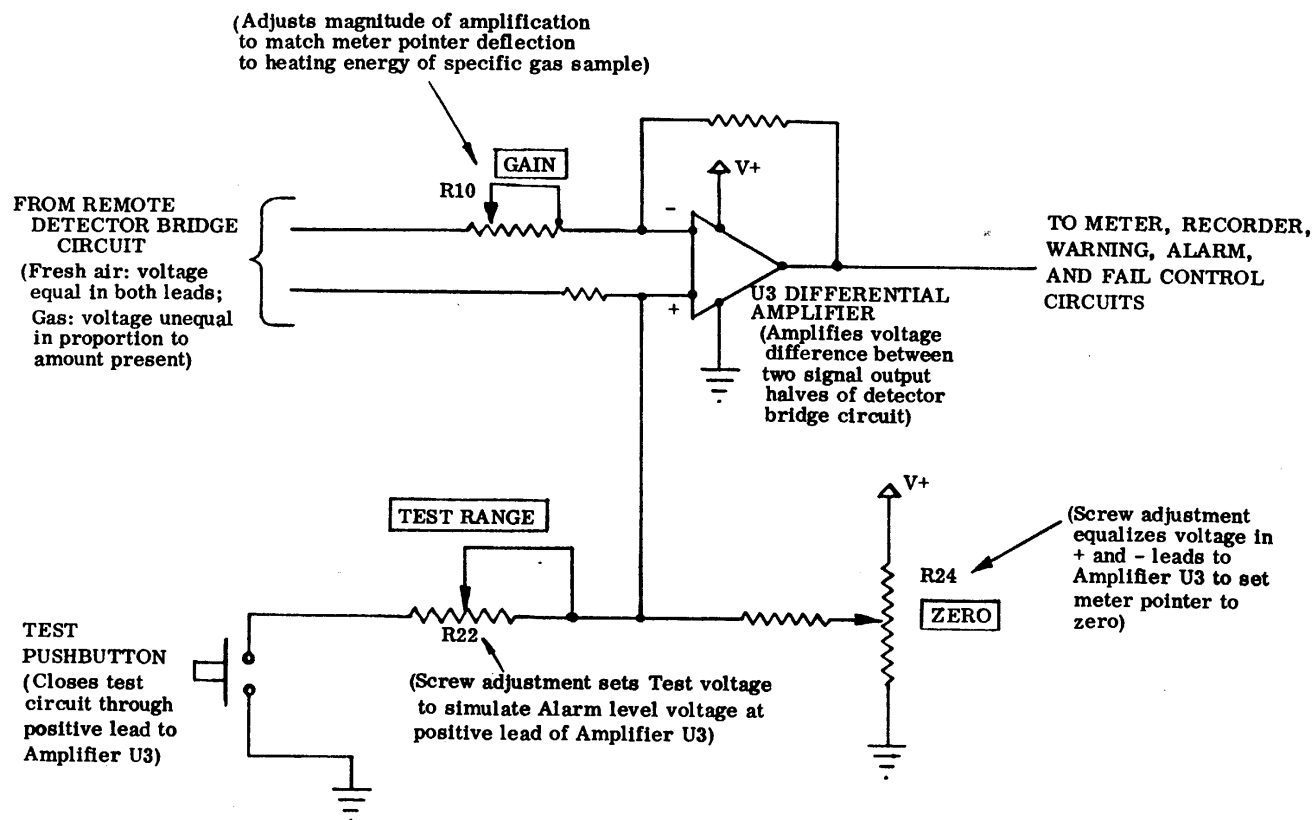 (Adjusts magnitude of amplification
to match meter pointer deflection
to heating energy of specific gas sample)
GAIN
R10
V+
FROM REMOTE
DETECTOR BRIDGE
CIRCUIT
(Fresh air: voltage
equal in both leads;
Gas: voltage unequal
in proportion to
amount present)
-
+
TO METER, RECORDER,
WARNING, ALARM,
AND FAIL CONTROL
CIRCUITS
U3 DIFFERENTIAL
AMPLIFIER
(Amplifies voltage
difference between
two signal output
halves of detector
bridge circuit)
TEST RANGE
R22
(Screw adjustment sets Test voltage
to simulate Alarm level voltage at
positive lead of Amplifier U3)
V+
R24
ZERO
(Screw adjustment
equalizes voltage in
+ and - leads to
Amplifier U3 to set
meter pointer to
zero)
TEST
PUSHBUTTON
(Closes test
circuit through
positive lead to
Amplifier U3)